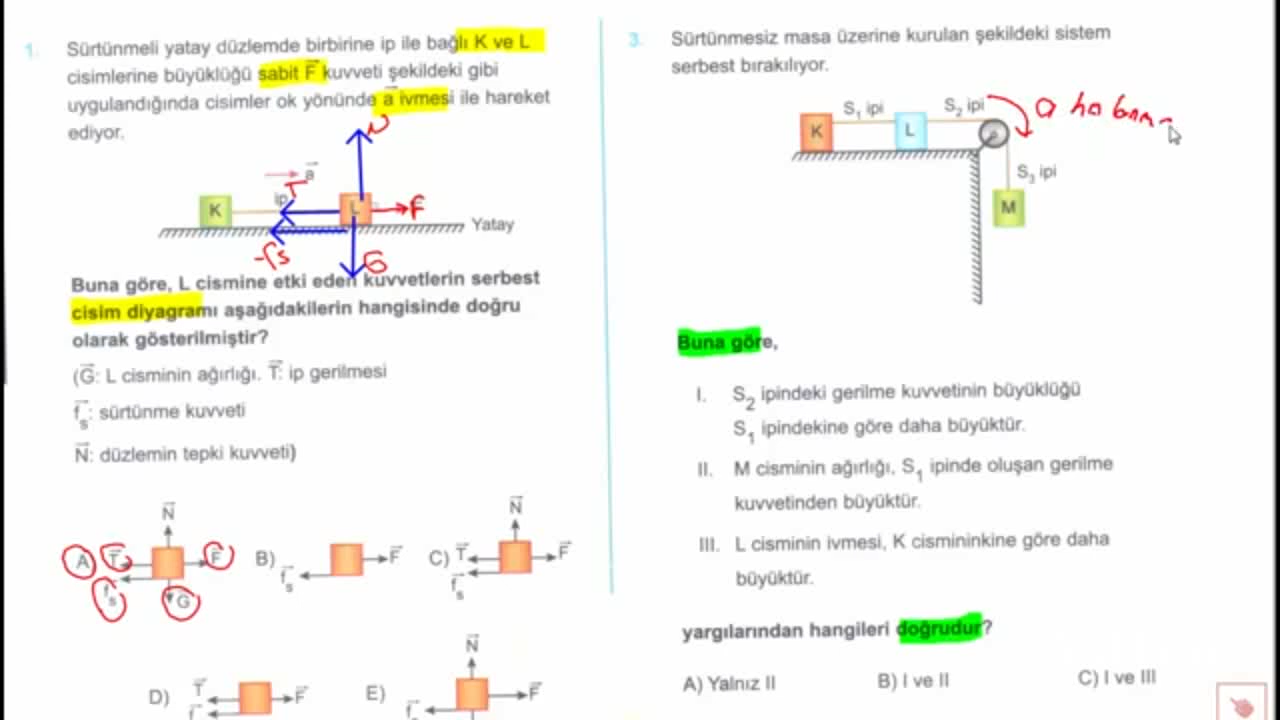 1. Sürtünmeli yatay düzlemde birbirine ip ile bağlı K ve L
cisimlerine büyüklüğü sabit F⃗ kuvveti şekildeki gibi
uygulandığında cisimler ok yönünde a⃗ ivmesi ile hareket
ediyor.
N
a⃗
T
ip
K
L
F
Yatay
fs
G
Buna göre, L cismine etki eden kuvvetlerin serbest
cisim diyagramı aşağıdakilerin hangisinde doğru
olarak gösterilmiştir?
(G⃗: L cisminin ağırlığı, T⃗: ip gerilmesi
f⃗s: sürtünme kuvveti
N⃗: düzlemin tepki kuvveti)
A) N⃗ T⃗ F⃗ fs G
B) F⃗ f⃗s
C) N⃗ T⃗ F⃗ f⃗s
D) T⃗ F⃗ f⃗
E) N⃗ F⃗ f⃗s
3. Sürtünmesiz masa üzerine kurulan şekildeki sistem
serbest bırakılıyor.
S1 ipi
S2 ipi
a
K
L
S3 ipi
M
Buna göre,
I. S2 ipindeki gerilme kuvvetinin büyüklüğü
S1 ipindekine göre daha büyüktür.
II. M cisminin ağırlığı, S1 ipinde oluşan gerilme
kuvvetinden büyüktür.
III. L cisminin ivmesi, K cismininkine göre daha
büyüktür.
yargılarından hangileri doğrudur?
A) Yalnız II
B) I ve II
C) I ve III